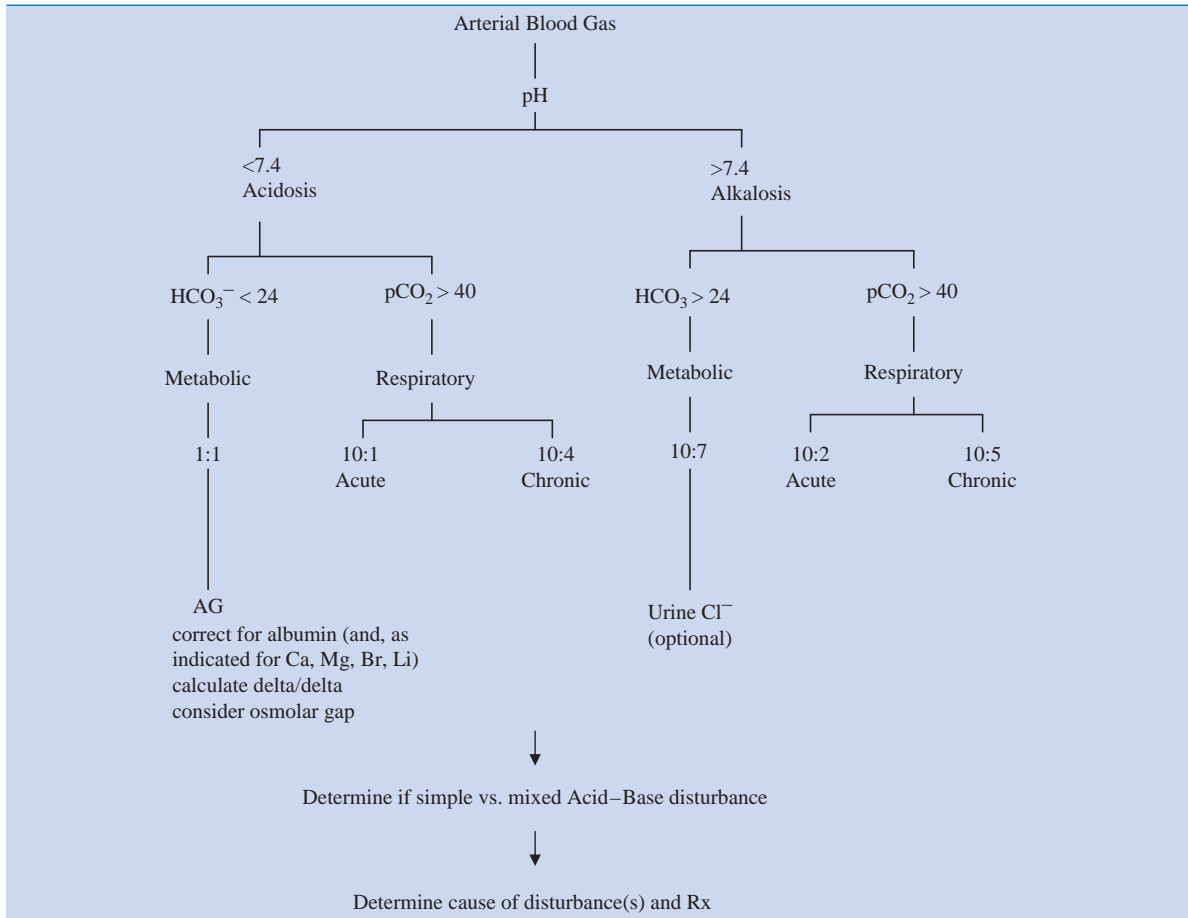 Arterial Blood Gas
pH
<7.4
Acidosis
>7.4
Alkalosis
HCO₃⁻ < 24
pCO₂ > 40
HCO₃ > 24
pCO₂ > 40
Metabolic
Respiratory
Metabolic
Respiratory
1:1
10:1
Acute
10:4
Chronic
10:7
10:2
Acute
10:5
Chronic
AG
correct for albumin (and, as
indicated for Ca, Mg, Br, Li)
calculate delta/delta
consider osmolar gap
Urine Cl⁻
(optional)
Determine if simple vs. mixed Acid–Base disturbance
Determine cause of disturbance(s) and Rx